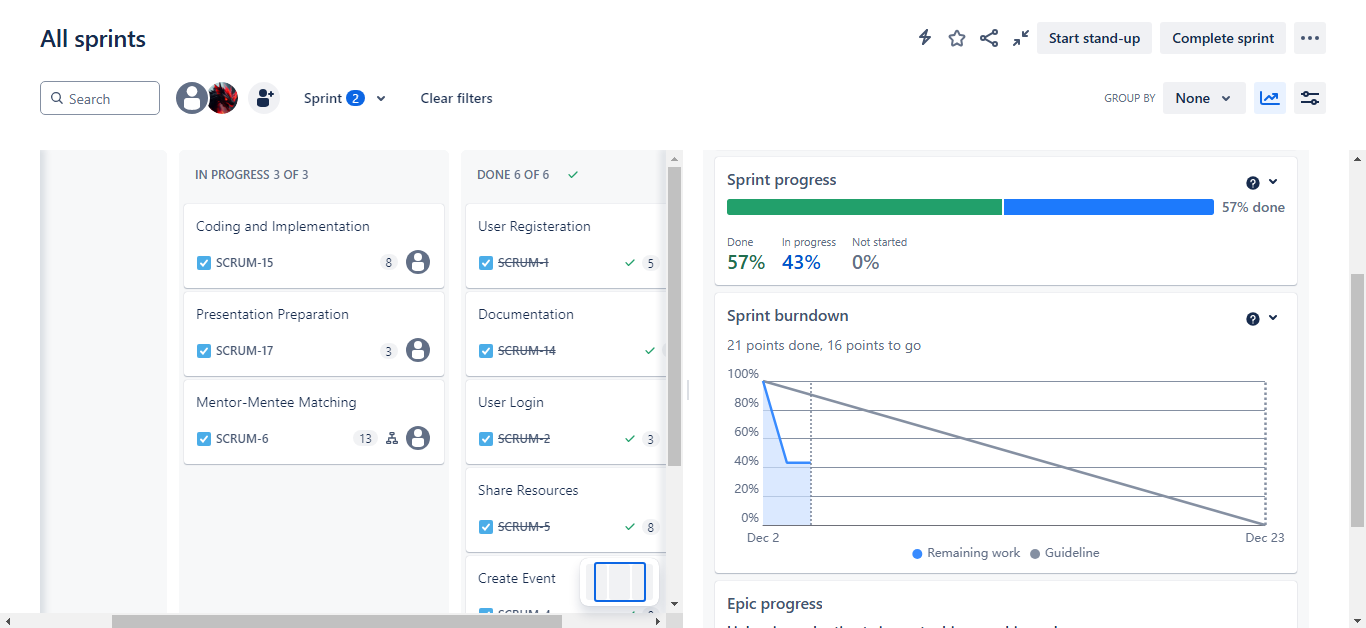 All sprints
Start stand-up
Complete sprint
Search
Sprint 2
Clear filters
GROUP BY
None
IN PROGRESS 3 OF 3
Coding and Implementation
SCRUM-15
8
Presentation Preparation
SCRUM-17
3
Mentor-Mentee Matching
SCRUM-6
13
DONE 6 OF 6
User Registeration
SCRUM-1
5
Documentation
SCRUM-14
User Login
SCRUM-2
3
Share Resources
SCRUM-5
8
Create Event
SCRUM-4
Sprint progress
57% done
Done
In progress
Not started
57%
43%
0%
Sprint burndown
21 points done, 16 points to go
100%
80%
60%
40%
20%
0%
Dec 2
Dec 23
Remaining work
Guideline
Epic progress